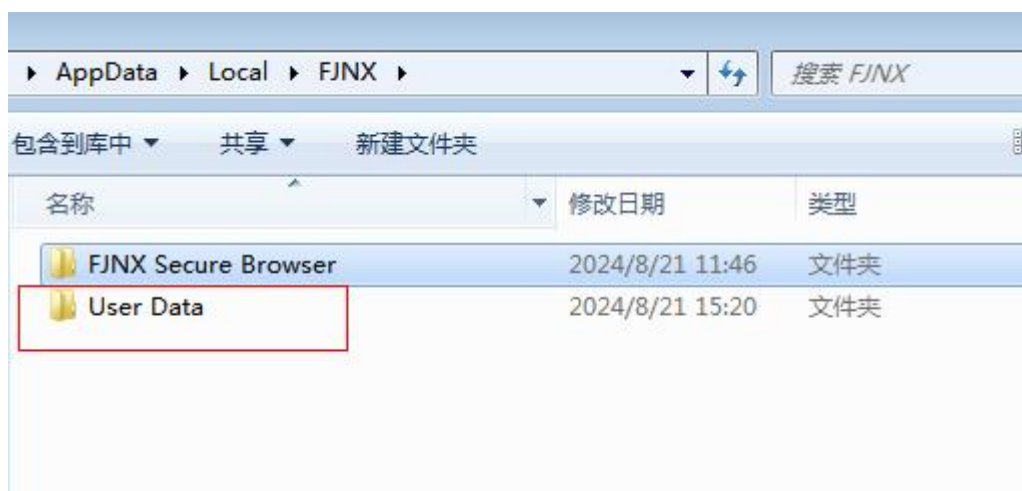 AppData Local FJNX 搜索 FJNX
包含到库中 共享 新建文件夹
名称 修改日期 类型
FJNX Secure Browser 2024/8/21 11:46 文件夹
User Data 2024/8/21 15:20 文件夹